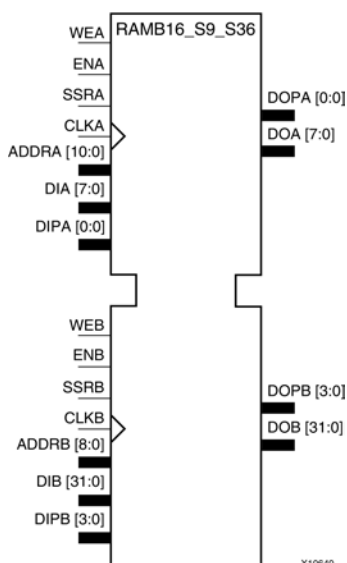 RAMB16_S9_S36
WEA
ENA
SSRA
CLKA
ADDRA [10:0]
DIA [7:0]
DIPA [0:0]
DOPA [0:0]
DOA [7:0]
WEB
ENB
SSRB
CLKB
ADDRB [8:0]
DIB [31:0]
DIPB [3:0]
DOPB [3:0]
DOB [31:0]